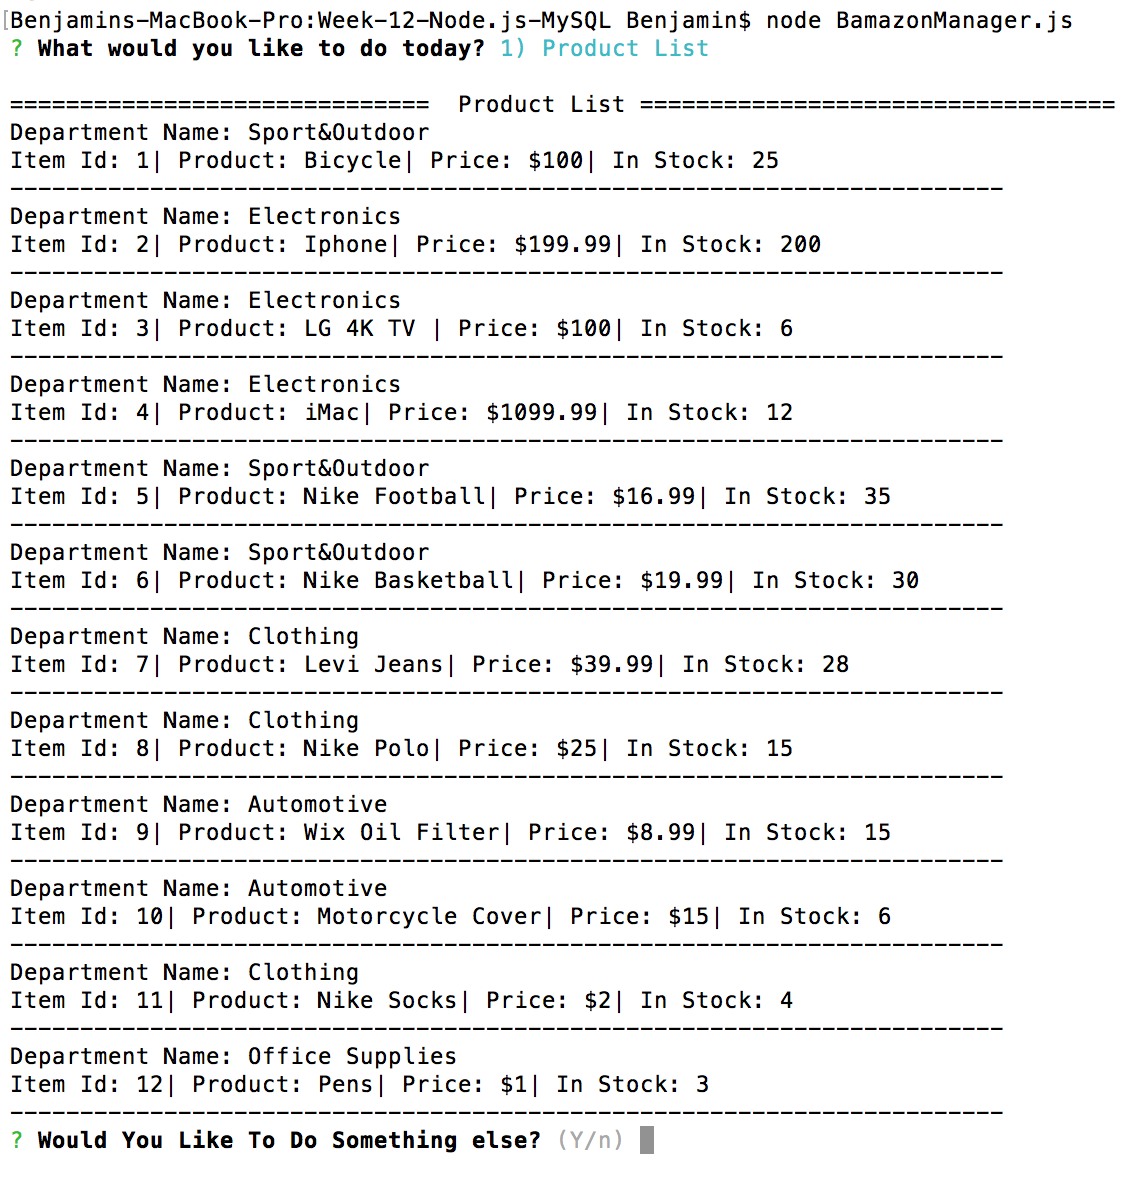 [Benjamins-MacBook-Pro:Week-12-Node.js-MySQL Benjamin$ node BamazonManager.js
? What would you like to do today? 1) Product List
==============================  Product List ==================================
Department Name: Sport&Outdoor
Item Id: 1| Product: Bicycle| Price: $100| In Stock: 25
-----------------------------------------------------------------------
Department Name: Electronics
Item Id: 2| Product: Iphone| Price: $199.99| In Stock: 200
-----------------------------------------------------------------------
Department Name: Electronics
Item Id: 3| Product: LG 4K TV | Price: $100| In Stock: 6
-----------------------------------------------------------------------
Department Name: Electronics
Item Id: 4| Product: iMac| Price: $1099.99| In Stock: 12
-----------------------------------------------------------------------
Department Name: Sport&Outdoor
Item Id: 5| Product: Nike Football| Price: $16.99| In Stock: 35
-----------------------------------------------------------------------
Department Name: Sport&Outdoor
Item Id: 6| Product: Nike Basketball| Price: $19.99| In Stock: 30
-----------------------------------------------------------------------
Department Name: Clothing
Item Id: 7| Product: Levi Jeans| Price: $39.99| In Stock: 28
-----------------------------------------------------------------------
Department Name: Clothing
Item Id: 8| Product: Nike Polo| Price: $25| In Stock: 15
-----------------------------------------------------------------------
Department Name: Automotive
Item Id: 9| Product: Wix Oil Filter| Price: $8.99| In Stock: 15
-----------------------------------------------------------------------
Department Name: Automotive
Item Id: 10| Product: Motorcycle Cover| Price: $15| In Stock: 6
-----------------------------------------------------------------------
Department Name: Clothing
Item Id: 11| Product: Nike Socks| Price: $2| In Stock: 4
-----------------------------------------------------------------------
Department Name: Office Supplies
Item Id: 12| Product: Pens| Price: $1| In Stock: 3
-----------------------------------------------------------------------
? Would You Like To Do Something else? (Y/n)